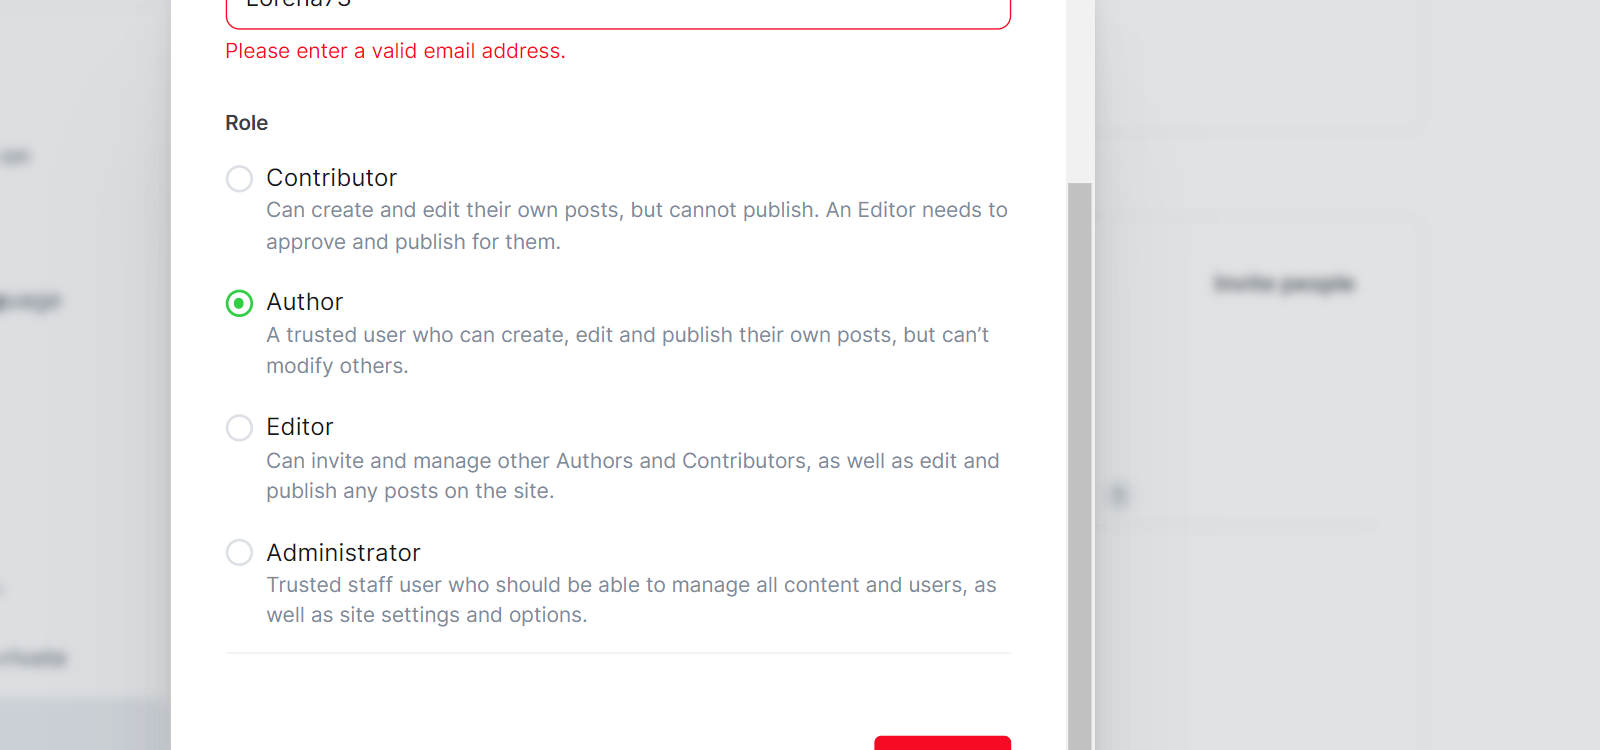 Please enter a valid email address.
Role
Contributor
Can create and edit their own posts, but cannot publish. An Editor needs to
approve and publish for them.
Author
A trusted user who can create, edit and publish their own posts, but can’t
modify others.
Invite people
Editor
Can invite and manage other Authors and Contributors, as well as edit and
publish any posts on the site.
Administrator
Trusted staff user who should be able to manage all content and users, as
well as site settings and options.